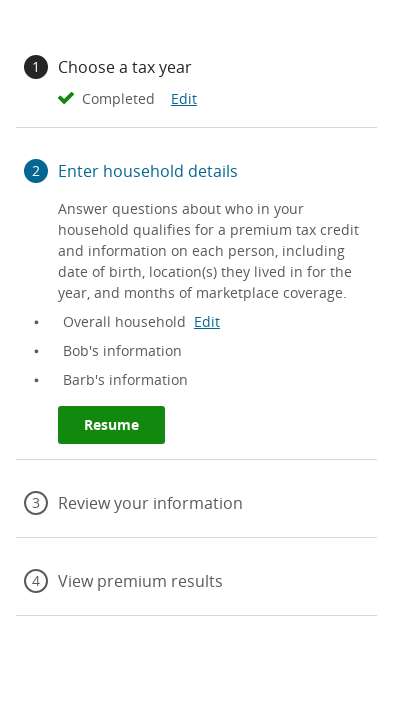 1 Choose a tax year
Completed Edit
2 Enter household details
Answer questions about who in your
household qualifies for a premium tax credit
and information on each person, including
date of birth, location(s) they lived in for the
year, and months of marketplace coverage.
• Overall household Edit
• Bob's information
• Barb's information
Resume
3 Review your information
4 View premium results